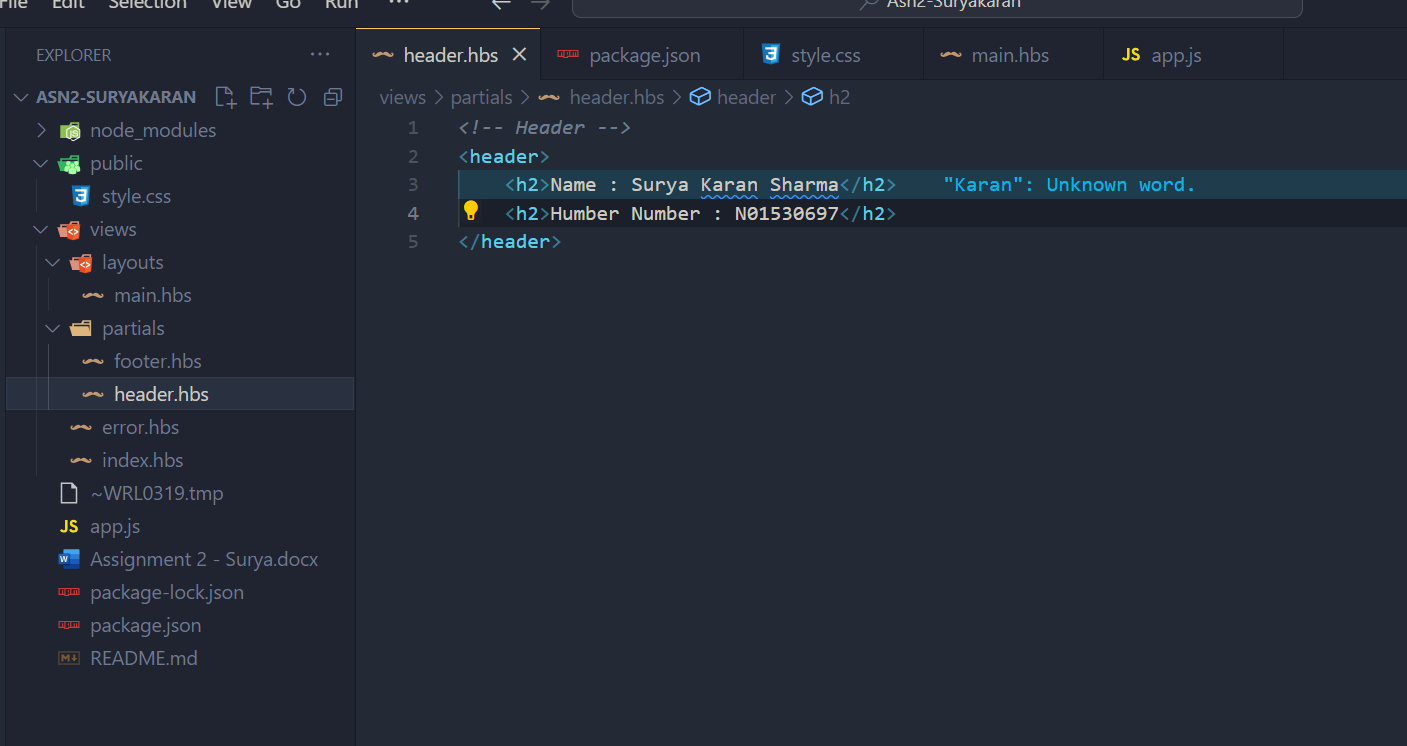 File Edit Selection View Go Run ···
Asn2-Suryakaran
EXPLORER ···
ASN2-SURYAKARAN
node_modules
public
style.css
views
layouts
main.hbs
partials
footer.hbs
header.hbs
error.hbs
index.hbs
~WRL0319.tmp
JS app.js
Assignment 2 - Surya.docx
package-lock.json
package.json
README.md
header.hbs package.json style.css main.hbs JS app.js
views > partials > header.hbs > header > h2
1 <!-- Header -->
2 <header>
3 <h2>Name : Surya Karan Sharma</h2> "Karan": Unknown word.
4 <h2>Humber Number : N01530697</h2>
5 </header>